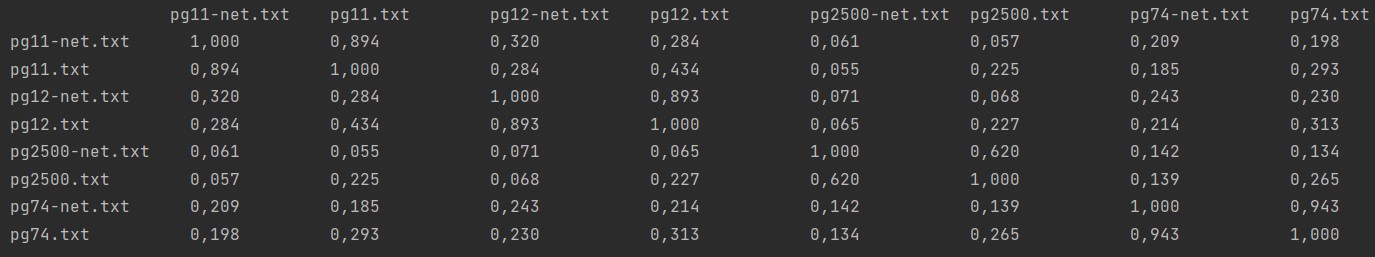 pg11-net.txt pg11.txt pg12-net.txt pg12.txt pg2500-net.txt pg2500.txt pg74-net.txt pg74.txt
pg11-net.txt 1,000 0,894 0,320 0,284 0,061 0,057 0,209 0,198
pg11.txt 0,894 1,000 0,284 0,434 0,055 0,225 0,185 0,293
pg12-net.txt 0,320 0,284 1,000 0,893 0,071 0,068 0,243 0,230
pg12.txt 0,284 0,434 0,893 1,000 0,065 0,227 0,214 0,313
pg2500-net.txt 0,061 0,055 0,071 0,065 1,000 0,620 0,142 0,134
pg2500.txt 0,057 0,225 0,068 0,227 0,620 1,000 0,139 0,265
pg74-net.txt 0,209 0,185 0,243 0,214 0,142 0,139 1,000 0,943
pg74.txt 0,198 0,293 0,230 0,313 0,134 0,265 0,943 1,000